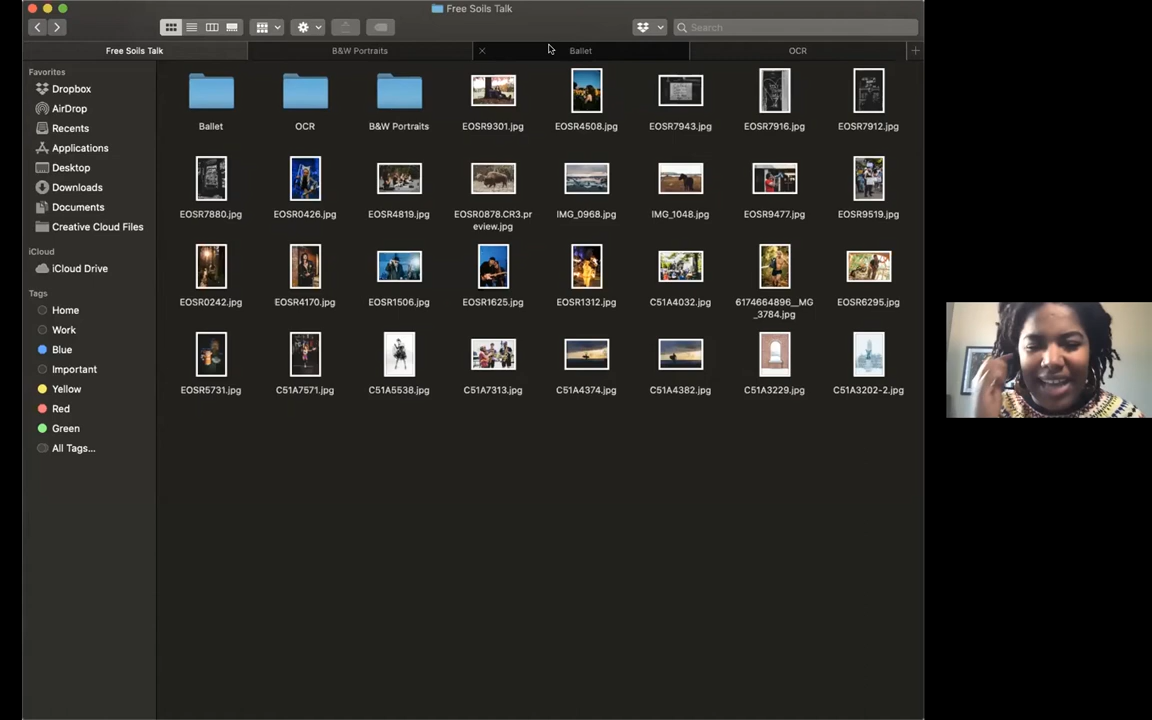 Free Soils Talk
Search
Free Soils Talk
B&W Portraits
Ballet
OCR
Favorites
Dropbox
AirDrop
Recents
Applications
Desktop
Downloads
Documents
Creative Cloud Files
iCloud
iCloud Drive
Tags
Home
Work
Blue
Important
Yellow
Red
Green
All Tags...
Ballet
OCR
B&W Portraits
EOSR9301.jpg
EOSR4508.jpg
EOSR7943.jpg
EOSR7916.jpg
EOSR7912.jpg
EOSR7880.jpg
EOSR0426.jpg
EOSR4819.jpg
EOSR0878.CR3.pr
eview.jpg
IMG_0968.jpg
IMG_1048.jpg
EOSR9477.jpg
EOSR9519.jpg
EOSR0242.jpg
EOSR4170.jpg
EOSR1506.jpg
EOSR1625.jpg
EOSR1312.jpg
C51A4032.jpg
6174664896__MG
_3784.jpg
EOSR6295.jpg
EOSR5731.jpg
C51A7571.jpg
C51A5538.jpg
C51A7313.jpg
C51A4374.jpg
C51A4382.jpg
C51A3229.jpg
C51A3202-2.jpg